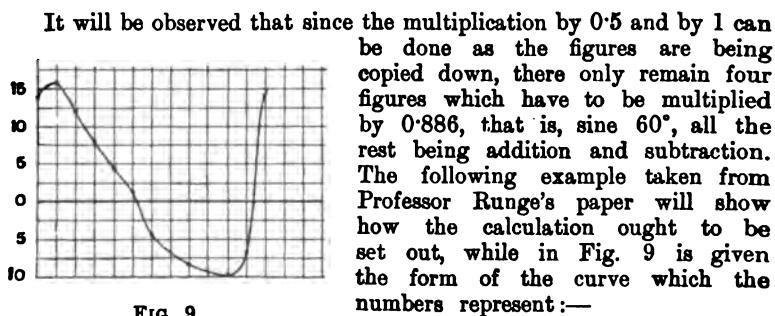 It will be observed that since the multiplication by 0·5 and by 1 can
be done as the figures are being
copied down, there only remain four
figures which have to be multiplied
by 0·886, that is, sine 60°, all the
rest being addition and subtraction.
The following example taken from
Professor Runge's paper will show
how the calculation ought to be
set out, while in Fig. 9 is given
the form of the curve which the
numbers represent:—
15
10
5
0
5
10
FIG. 9